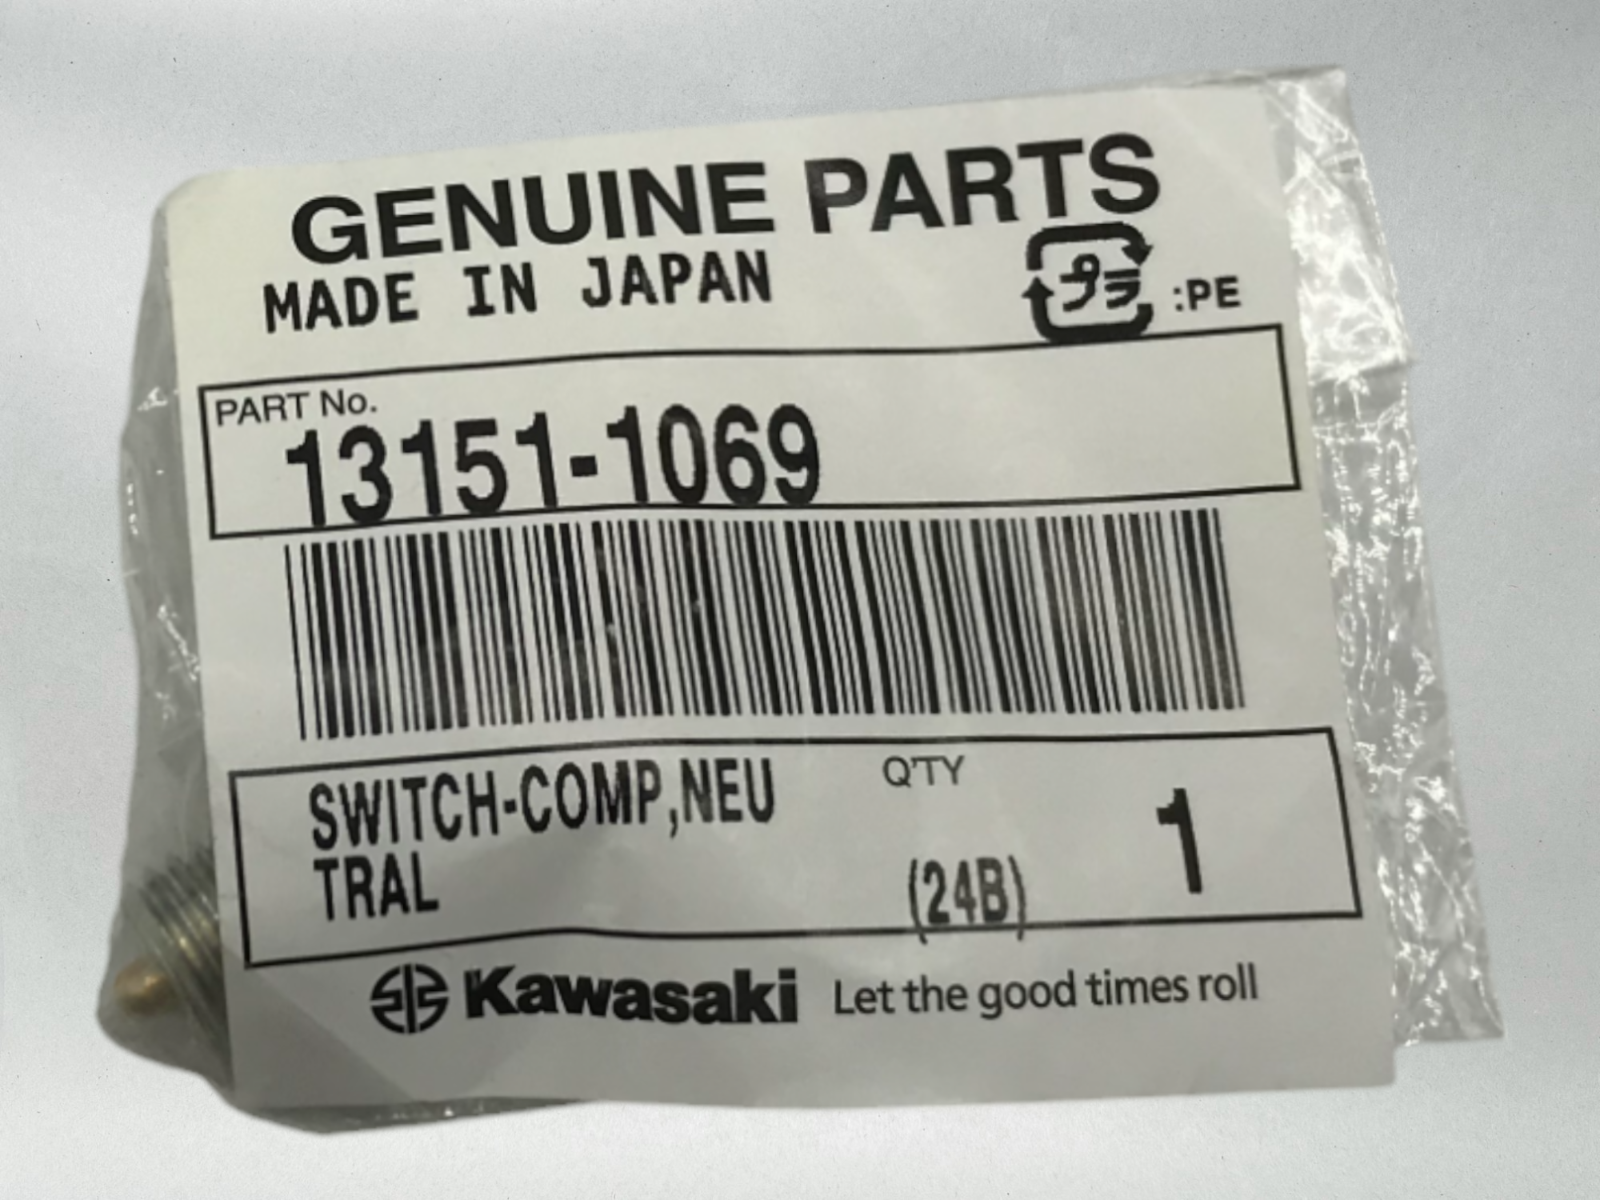 GENUINE PARTS
MADE IN JAPAN
プラ :PE
PART No.
13151-1069
SWITCH-COMP,NEU
TRAL
Q'TY
(24B)
1
Kawasaki Let the good times roll